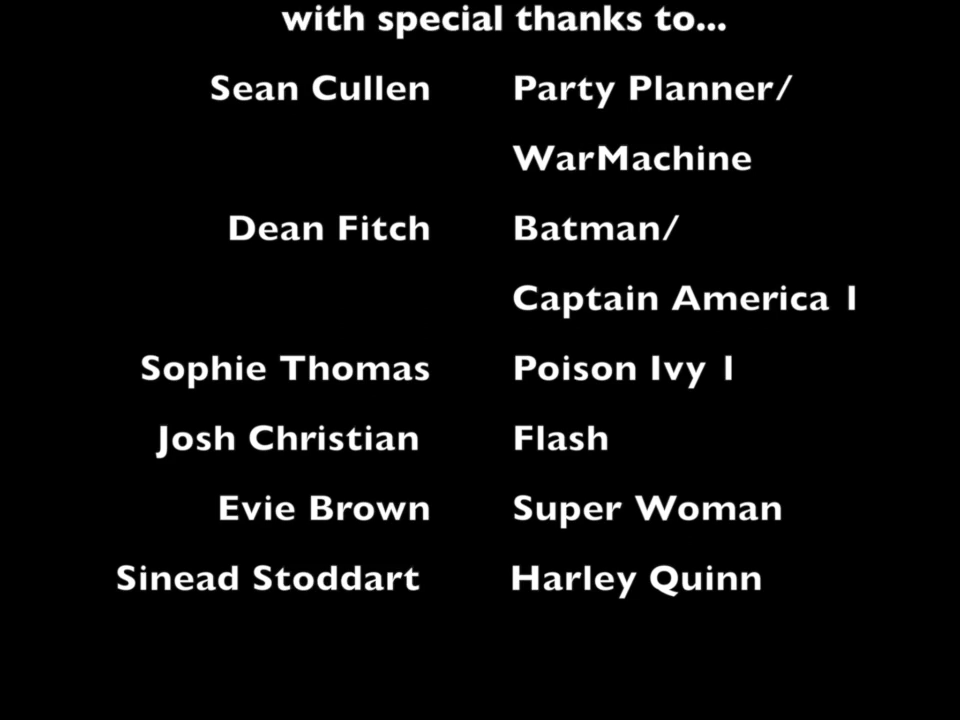 with special thanks to...
Sean Cullen Party Planner/
WarMachine
Dean Fitch Batman/
Captain America 1
Sophie Thomas Poison Ivy 1
Josh Christian Flash
Evie Brown Super Woman
Sinead Stoddart Harley Quinn